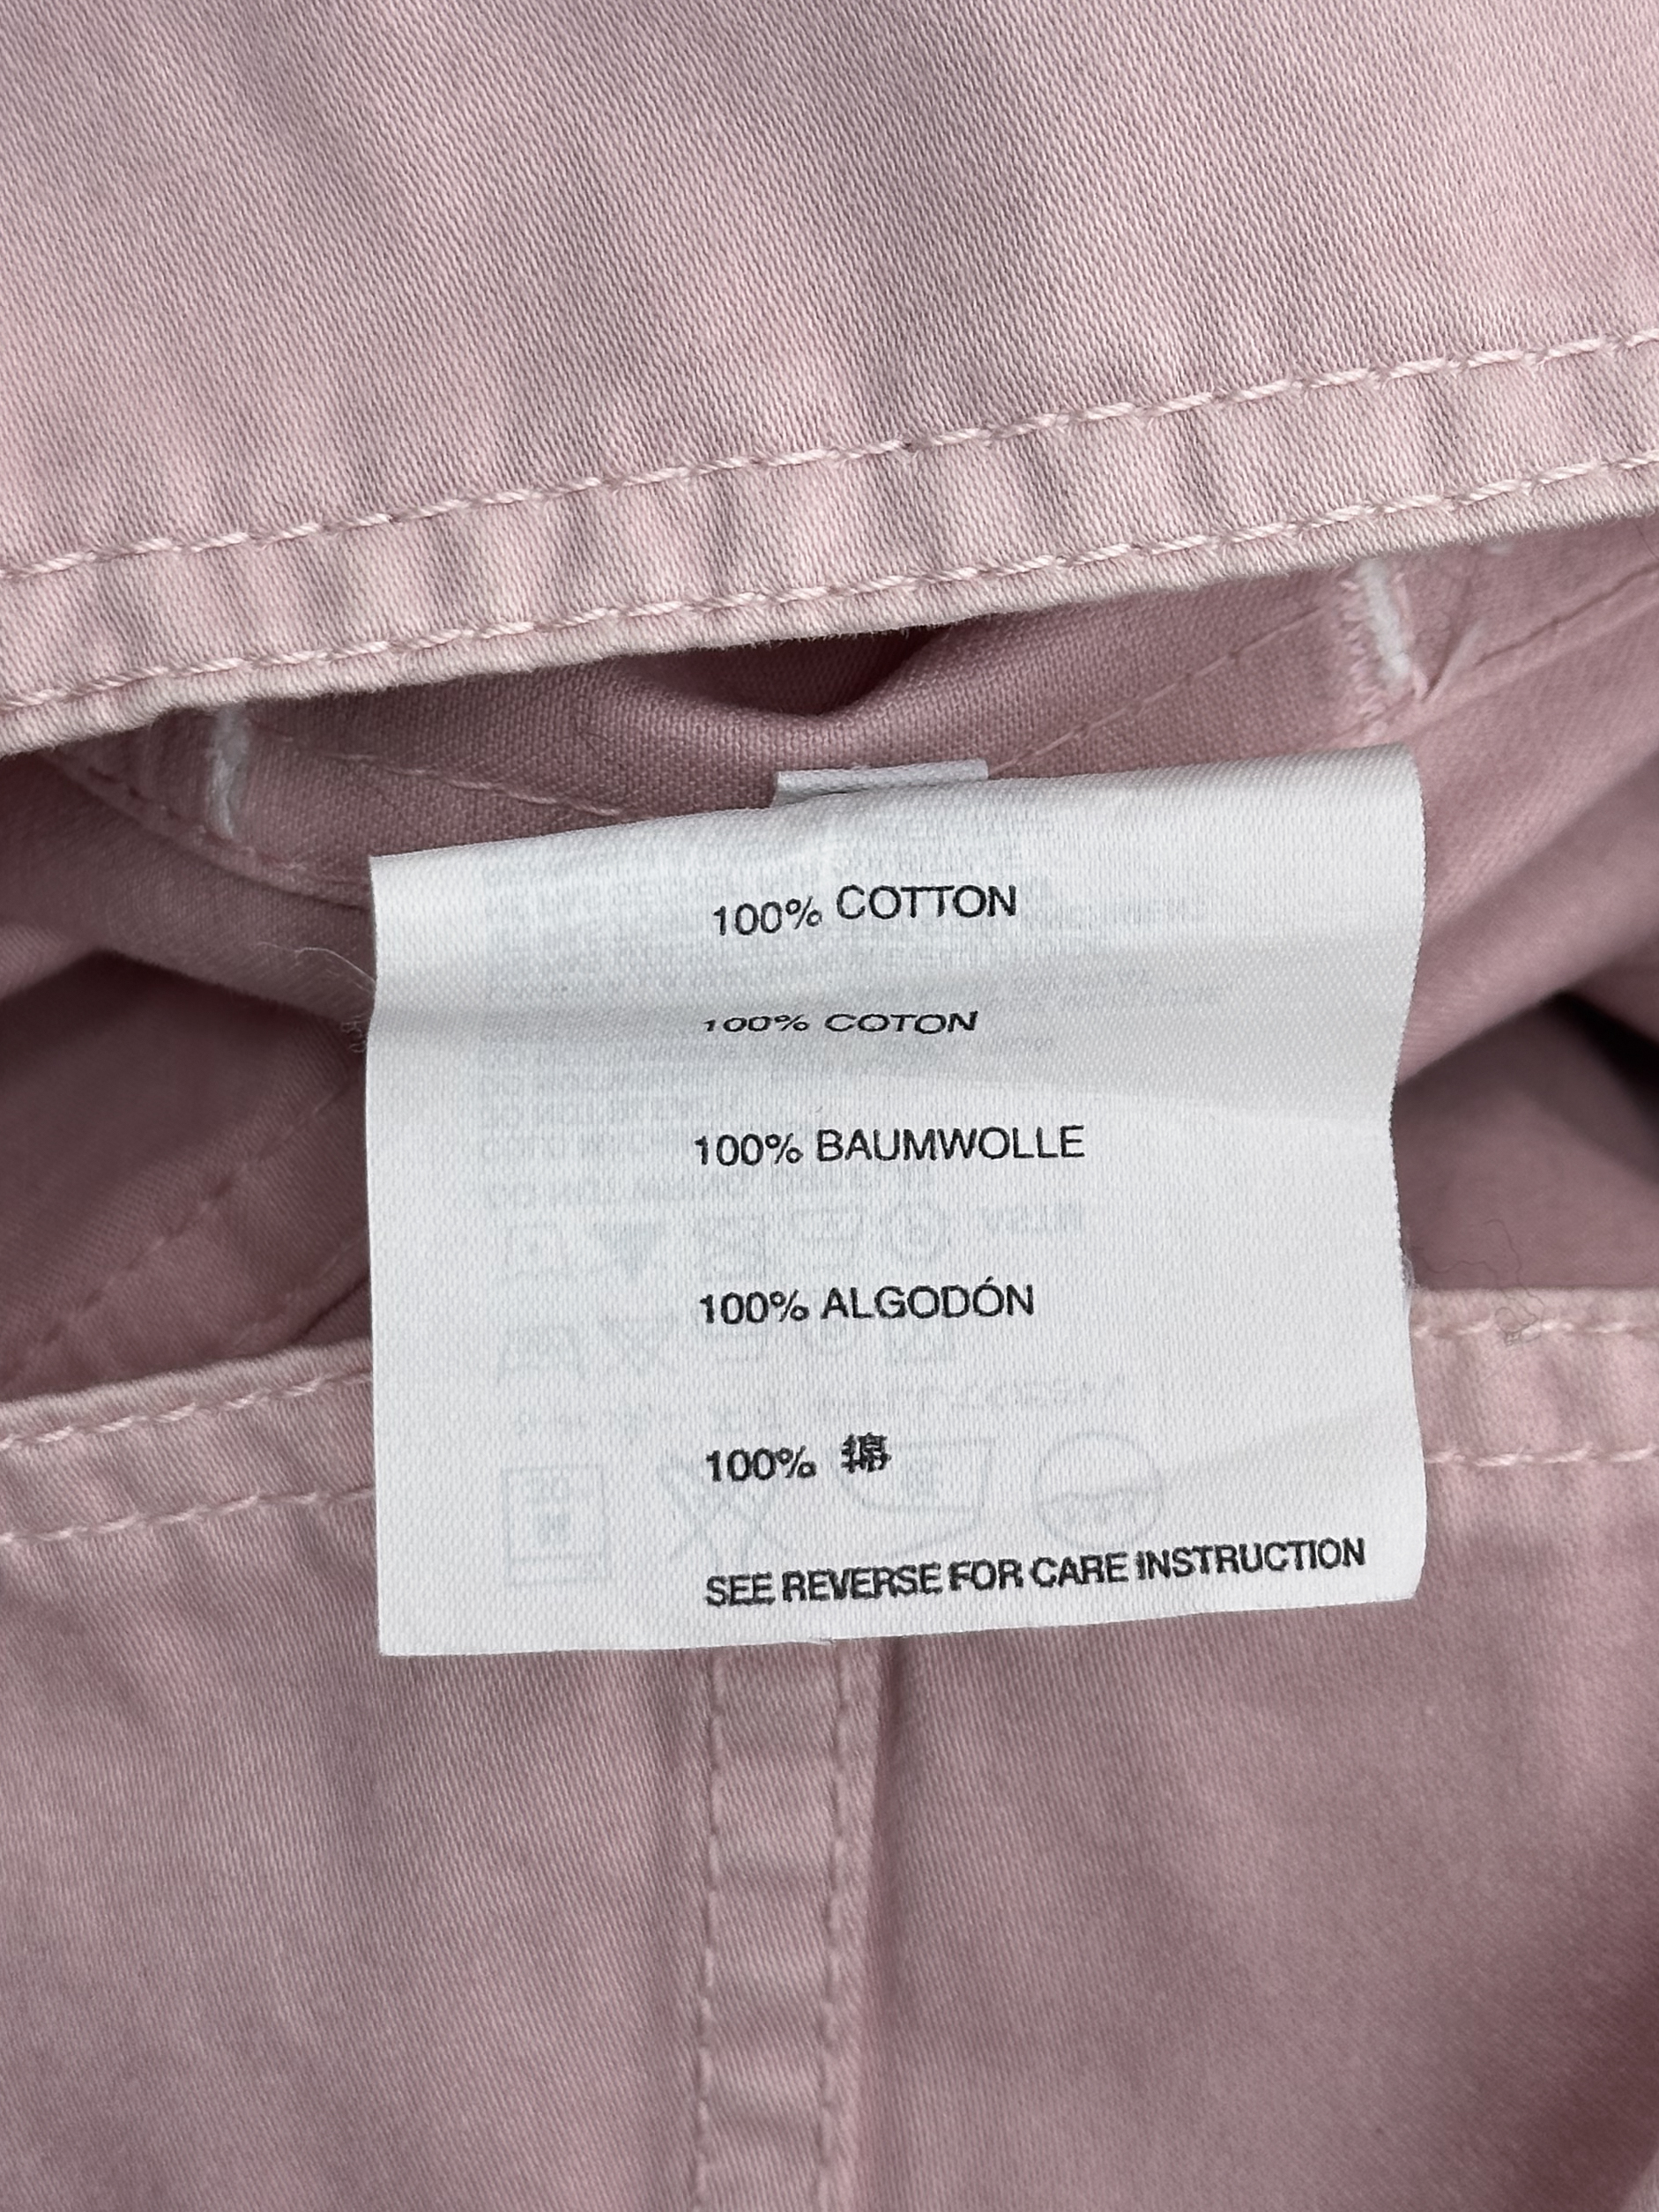 100% COTTON
100% COTON
100% BAUMWOLLE
100% ALGODÓN
100% 綿
SEE REVERSE FOR CARE INSTRUCTION